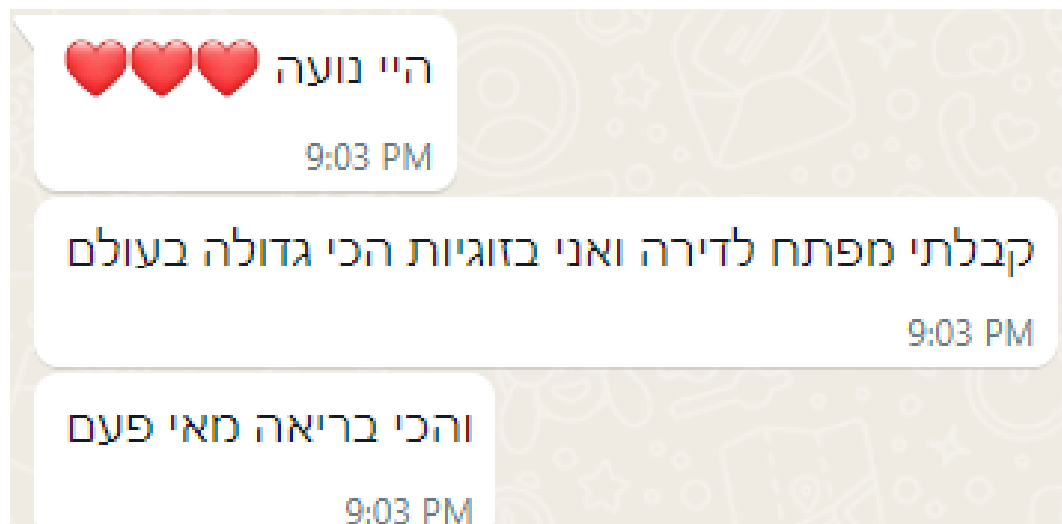 היי נועה ❤️❤️❤️
9:03 PM
קבלתי מפתח לדירה ואני בזוגיות הכי גדולה בעולם
9:03 PM
והכי בריאה מאי פעם
9:03 PM